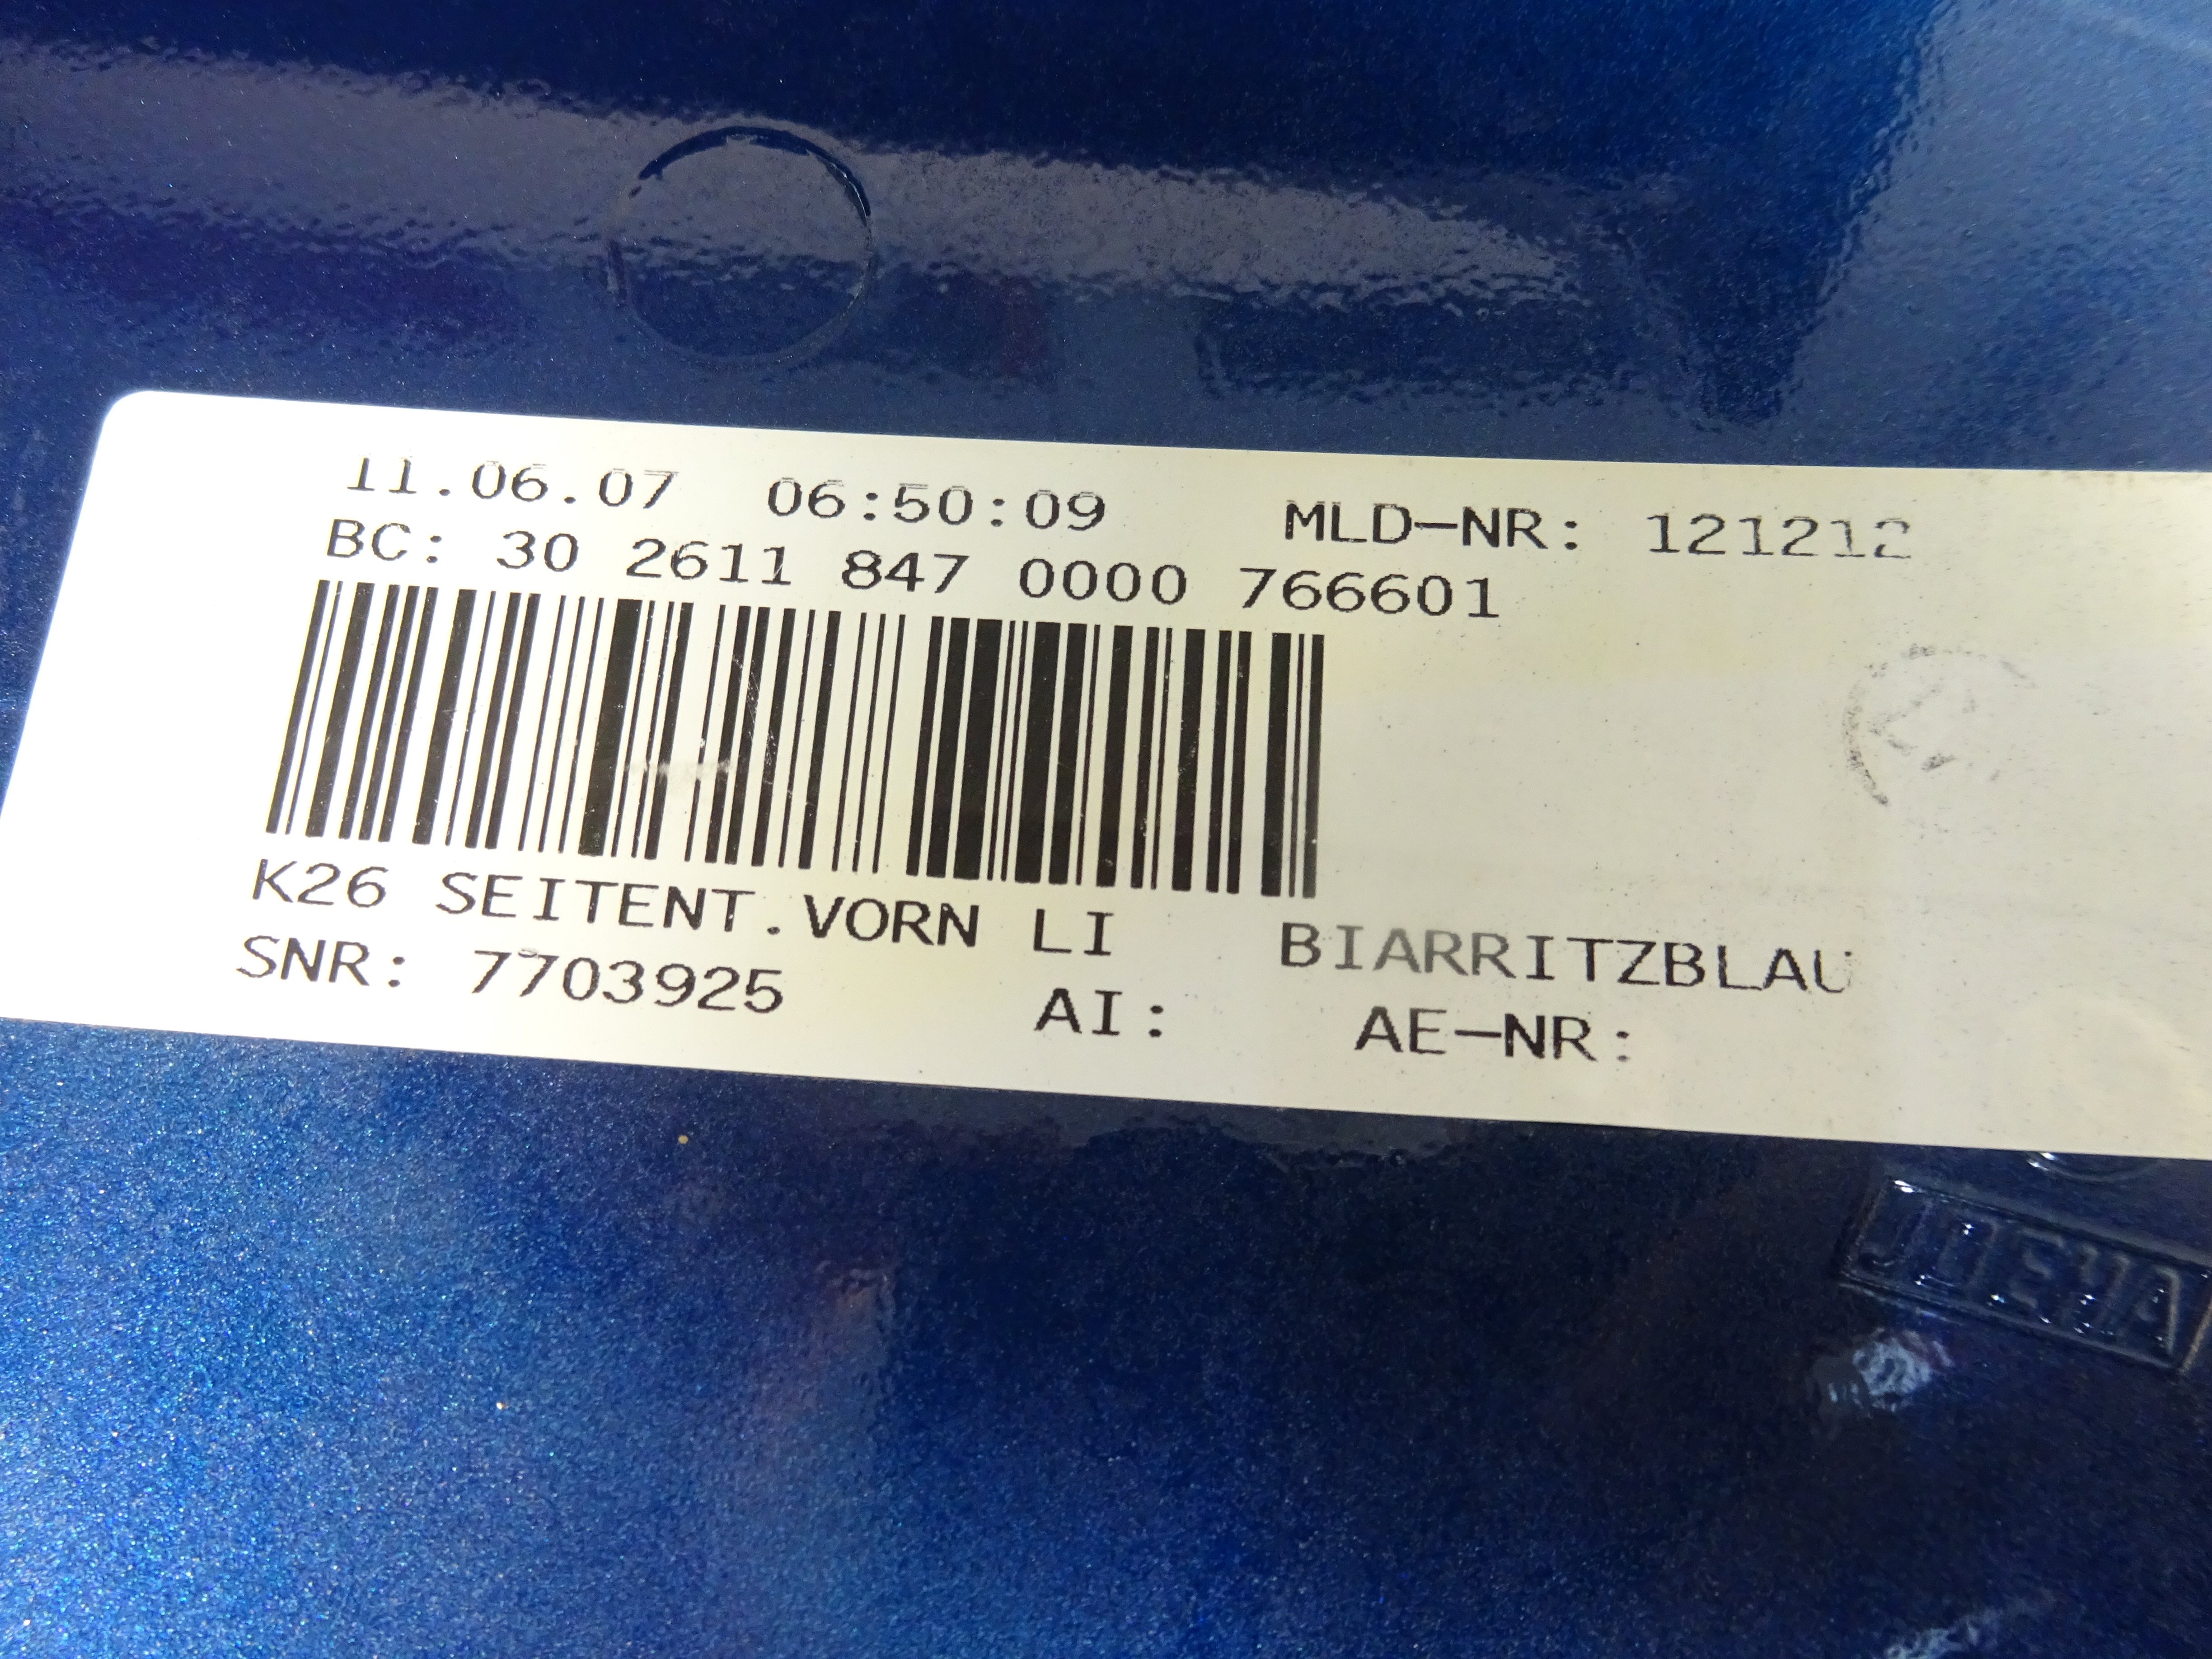 11.06.07 06:50:09 MLD-NR: 121212
BC: 30 2611 847 0000 766601
K26 SEITENT.VORN LI BIARRITZBLAU
SNR: 7703925 AI: AE-NR: